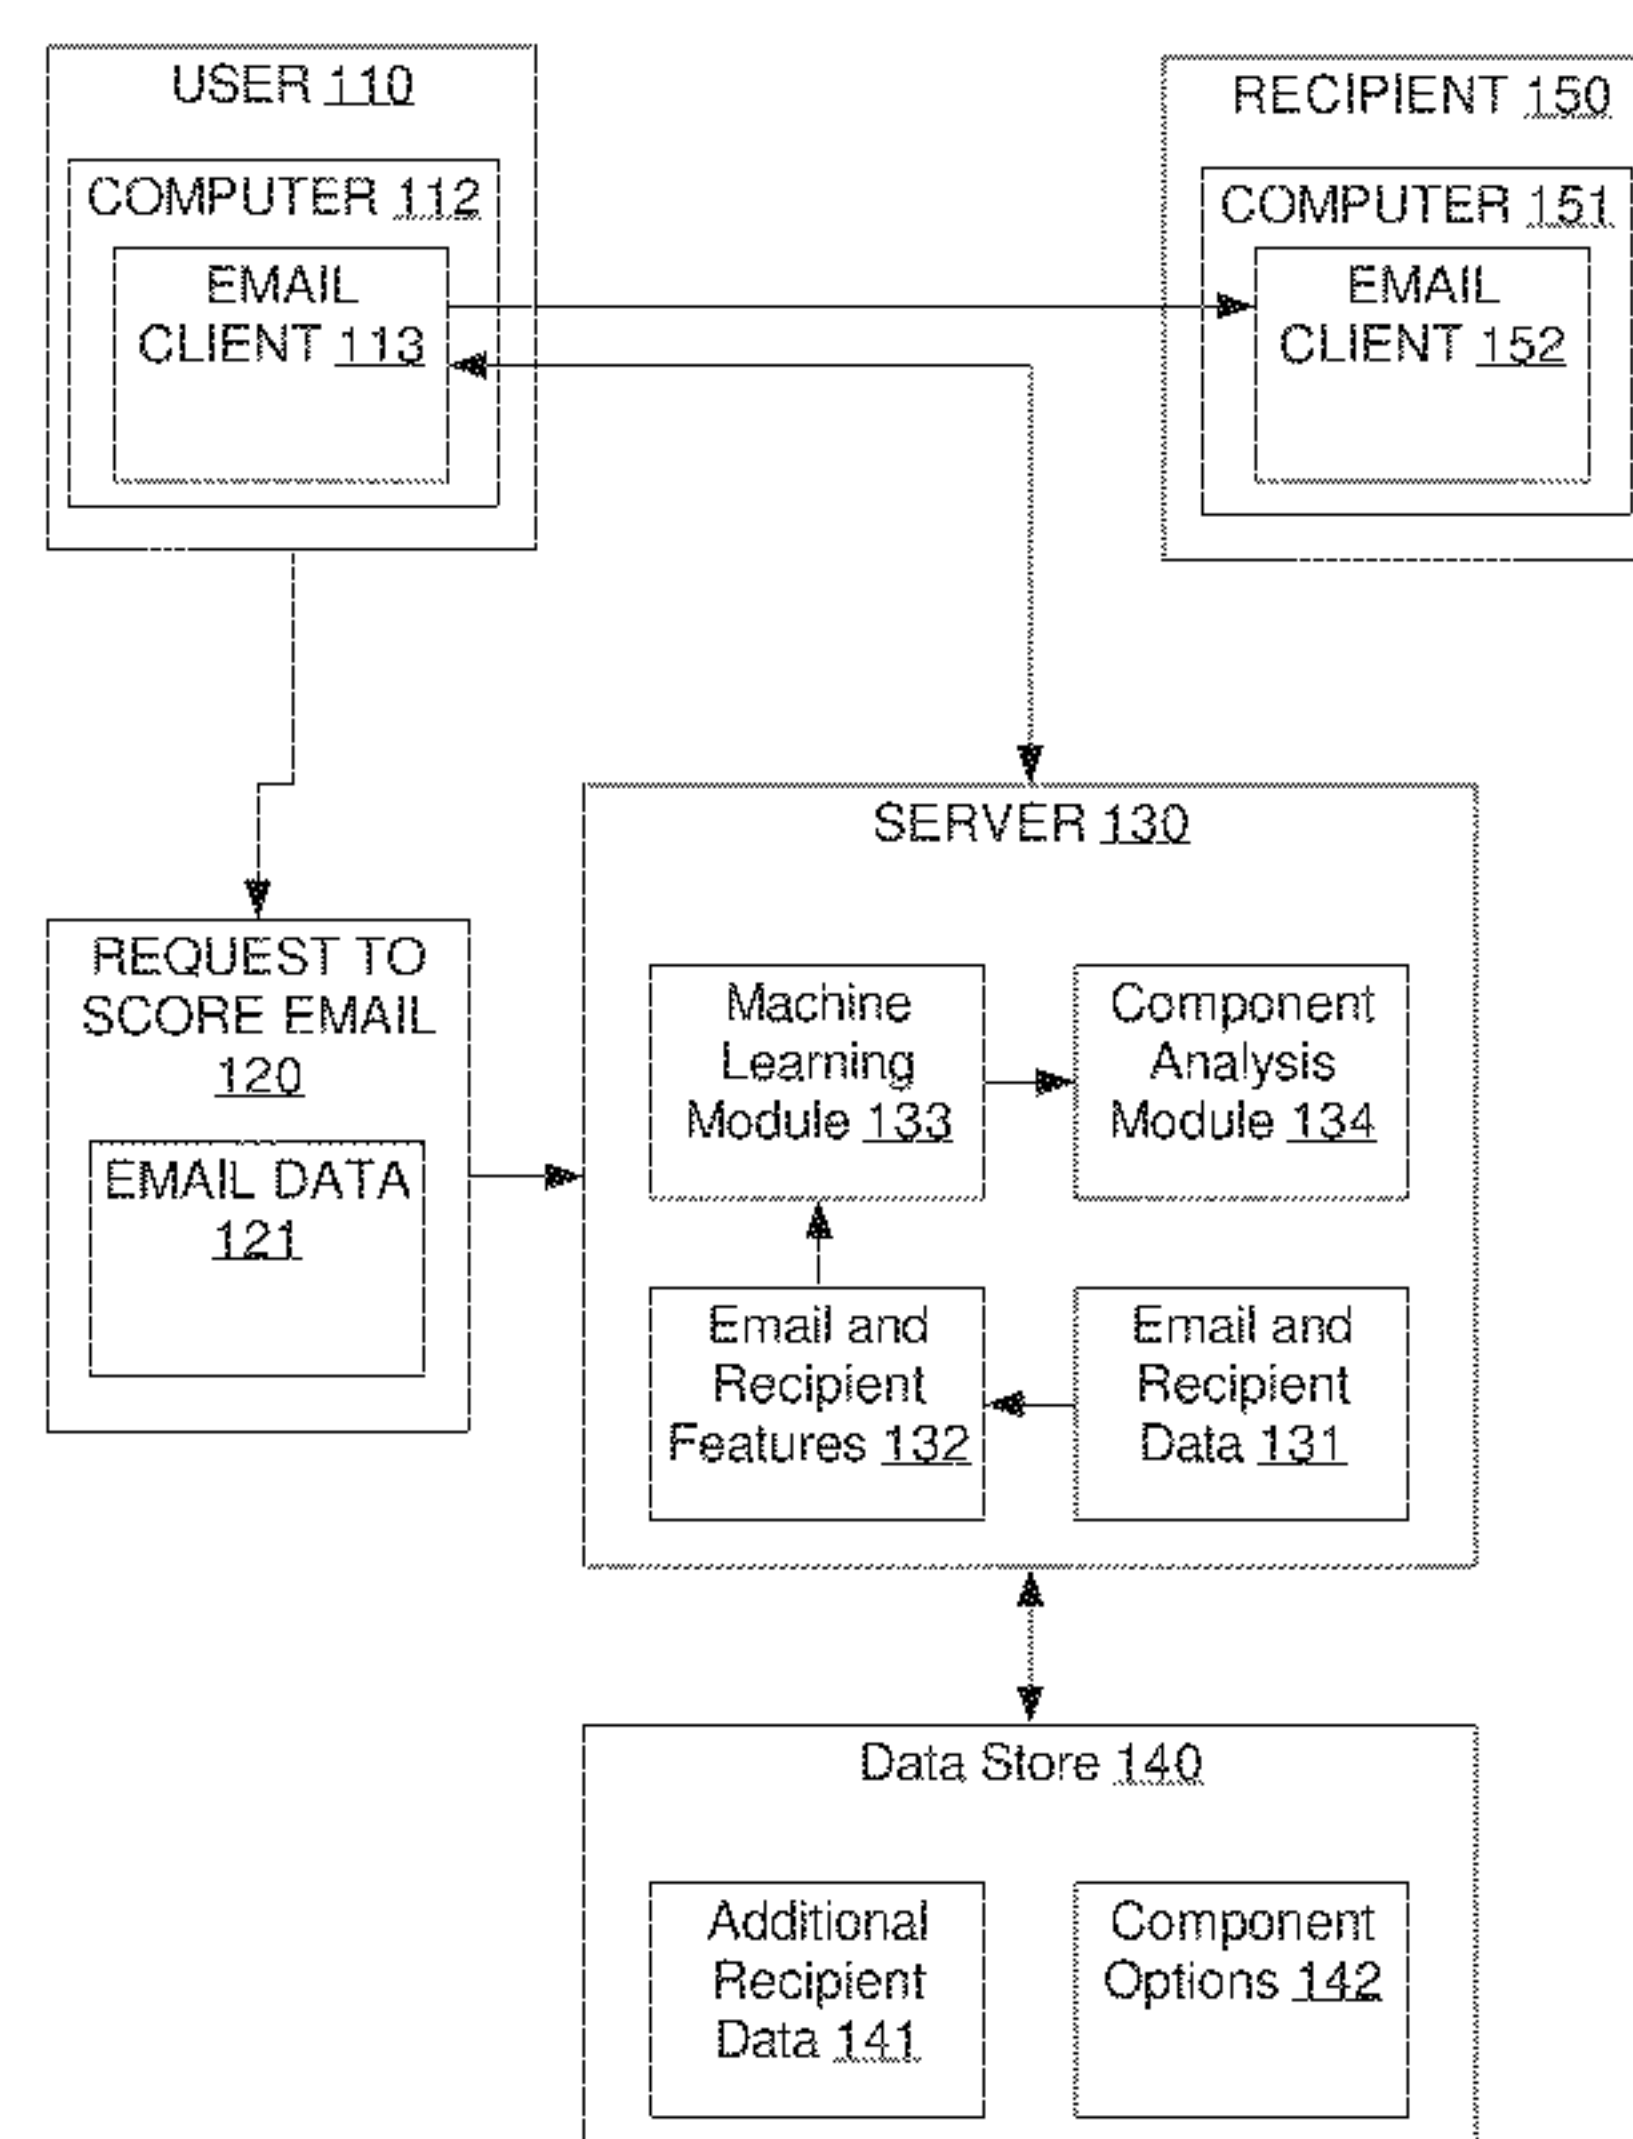 USER 110
COMPUTER 112
EMAIL
CLIENT 113
RECIPIENT 150
COMPUTER 151
EMAIL
CLIENT 152
REQUEST TO
SCORE EMAIL
120
EMAIL DATA
121
SERVER 130
Machine
Learning
Module 133
Component
Analysis
Module 134
Email and
Recipient
Features 132
Email and
Recipient
Data 131
Data Store 140
Additional
Recipient
Data 141
Component
Options 142